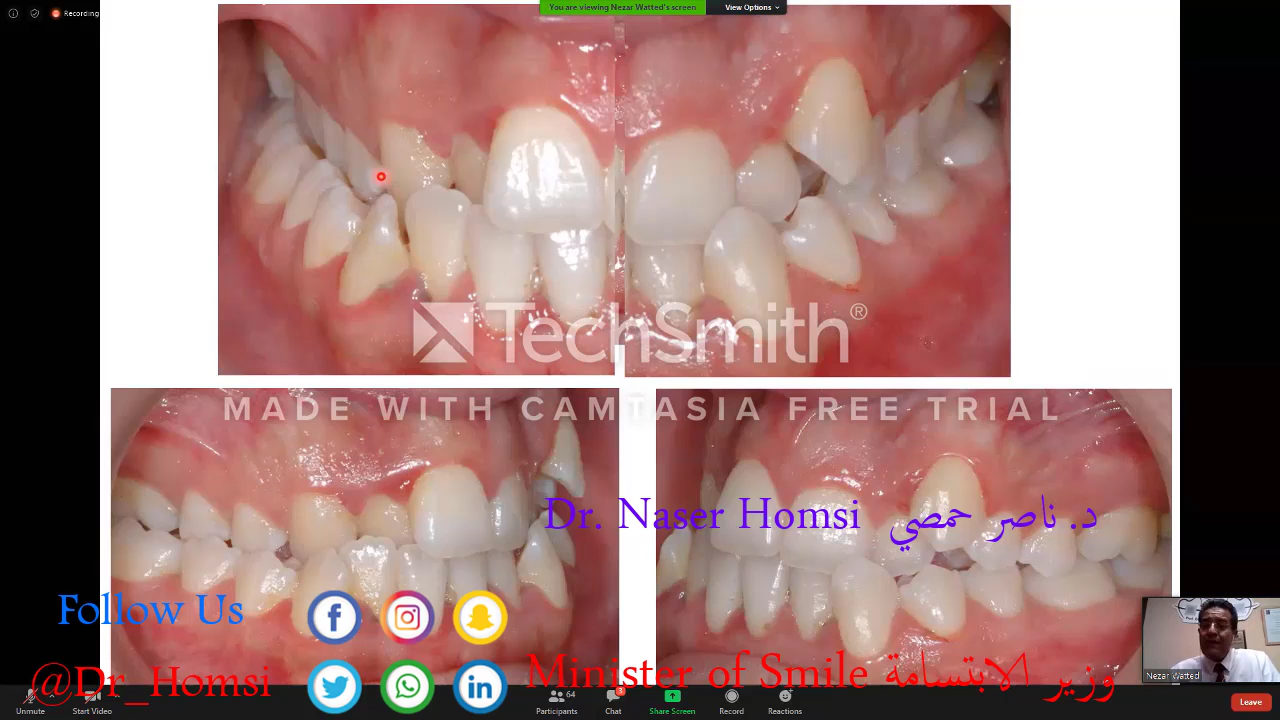 Recording
You are viewing Nezar Watted's screen
View Options
TechSmith®
MADE WITH CAMTASIA FREE TRIAL
Dr. Naser Homsi د. ناصر حمصي
Follow Us
@Dr_Homsi
Minister of Smile وزير الابتسامة
Nezar Watted
Unmute
Start Video
Participants
64
Chat
3
Share Screen
Record
Reactions
Leave